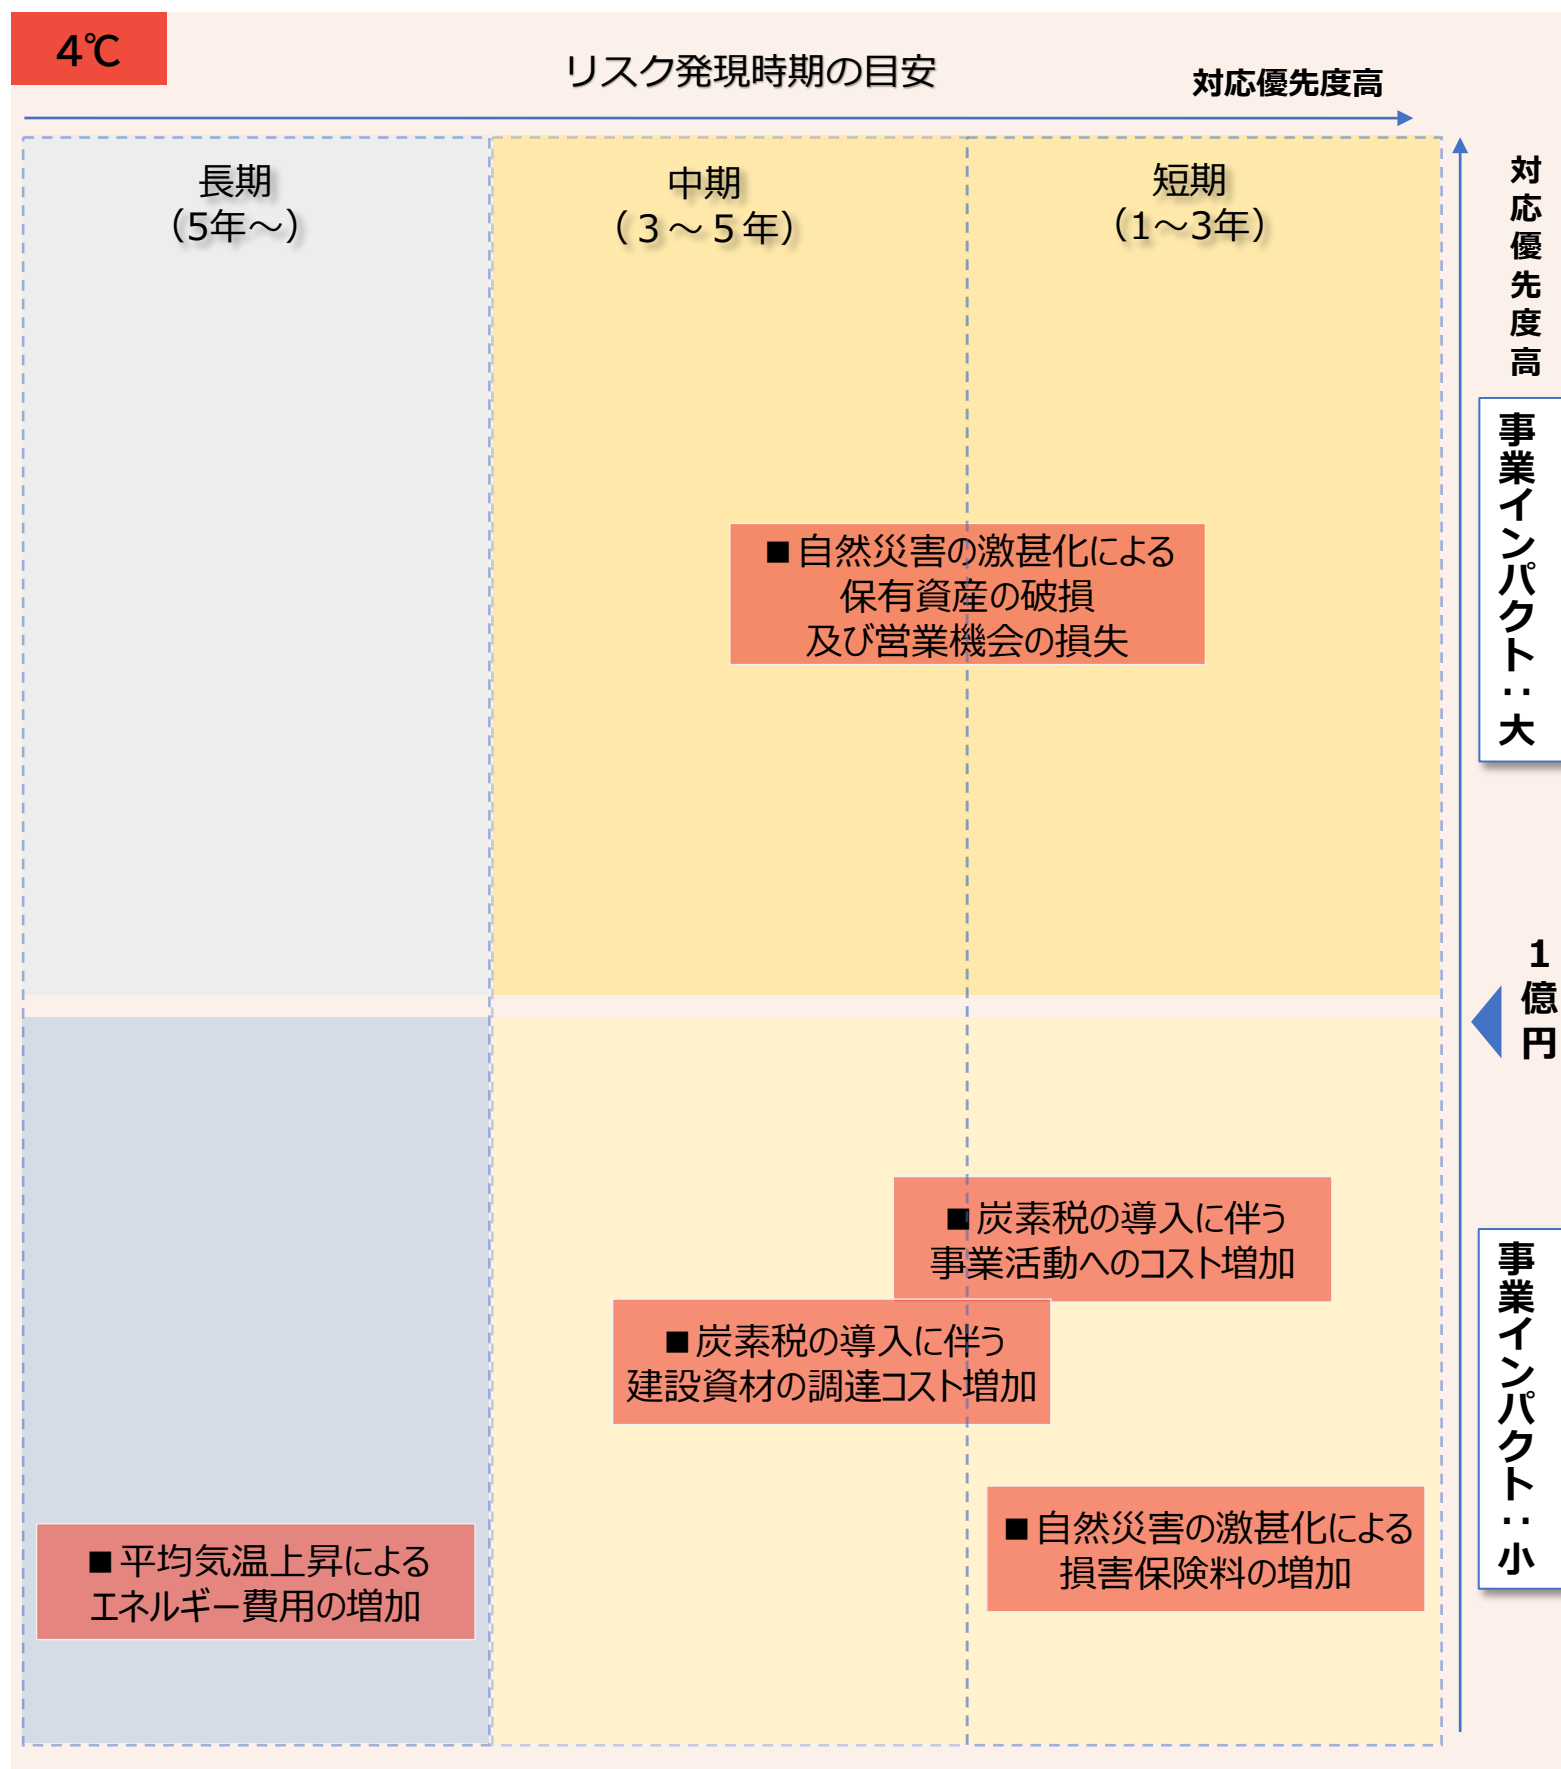 4℃
リスク発現時期の目安
対応優先度高
長期
（5年～）
中期
（３～５年）
短期
（1～3年）
対応優先度高
事業インパクト：大
■自然災害の激甚化による
保有資産の破損
及び営業機会の損失
1億円
■炭素税の導入に伴う
事業活動へのコスト増加
■炭素税の導入に伴う
建設資材の調達コスト増加
事業インパクト：小
■自然災害の激甚化による
損害保険料の増加
■平均気温上昇による
エネルギー費用の増加